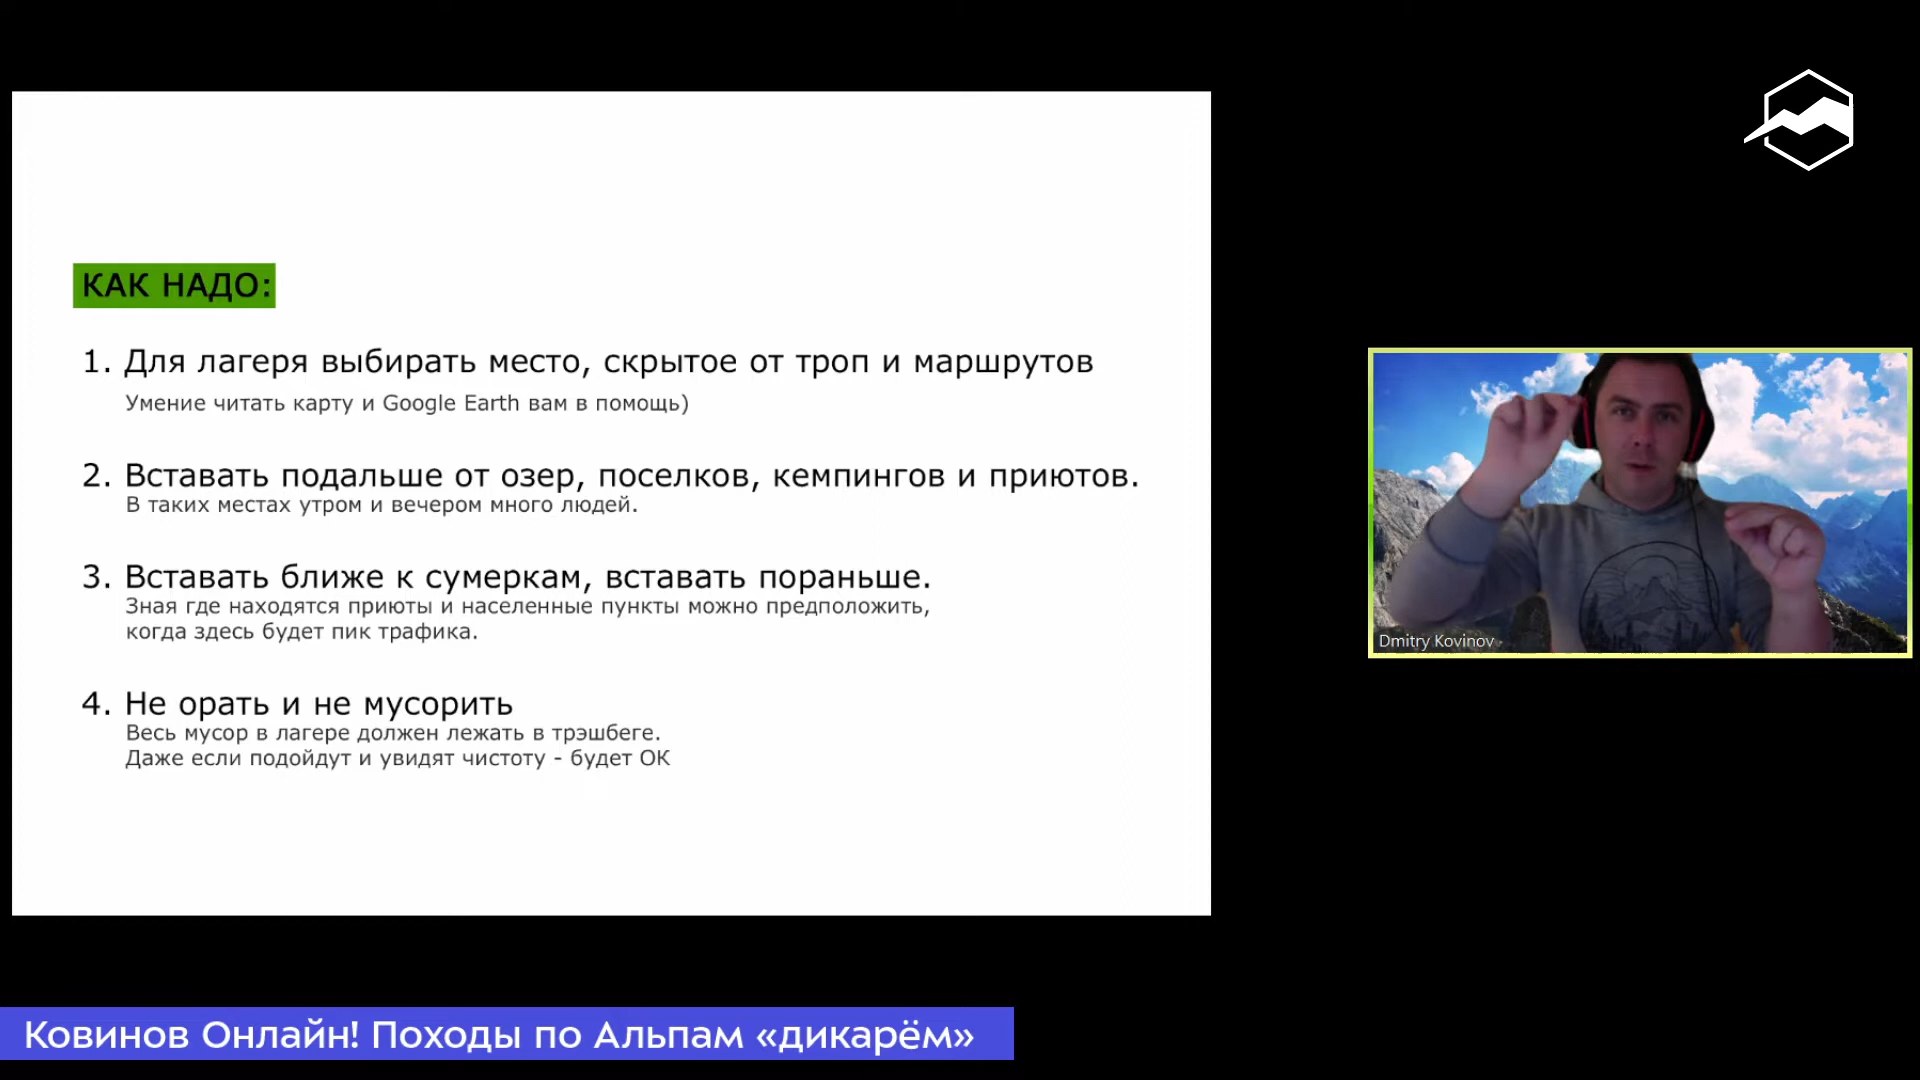 КАК НАДО:
1. Для лагеря выбирать место, скрытое от троп и маршрутов
Умение читать карту и Google Earth вам в помощь)
2. Вставать подальше от озер, поселков, кемпингов и приютов.
В таких местах утром и вечером много людей.
3. Вставать ближе к сумеркам, вставать пораньше.
Зная где находятся приюты и населенные пункты можно предположить,
когда здесь будет пик трафика.
4. Не орать и не мусорить
Весь мусор в лагере должен лежать в трэшбеге.
Даже если подойдут и увидят чистоту - будет ОК
Dmitry Kovinov
Ковинов Онлайн! Походы по Альпам «дикарём»